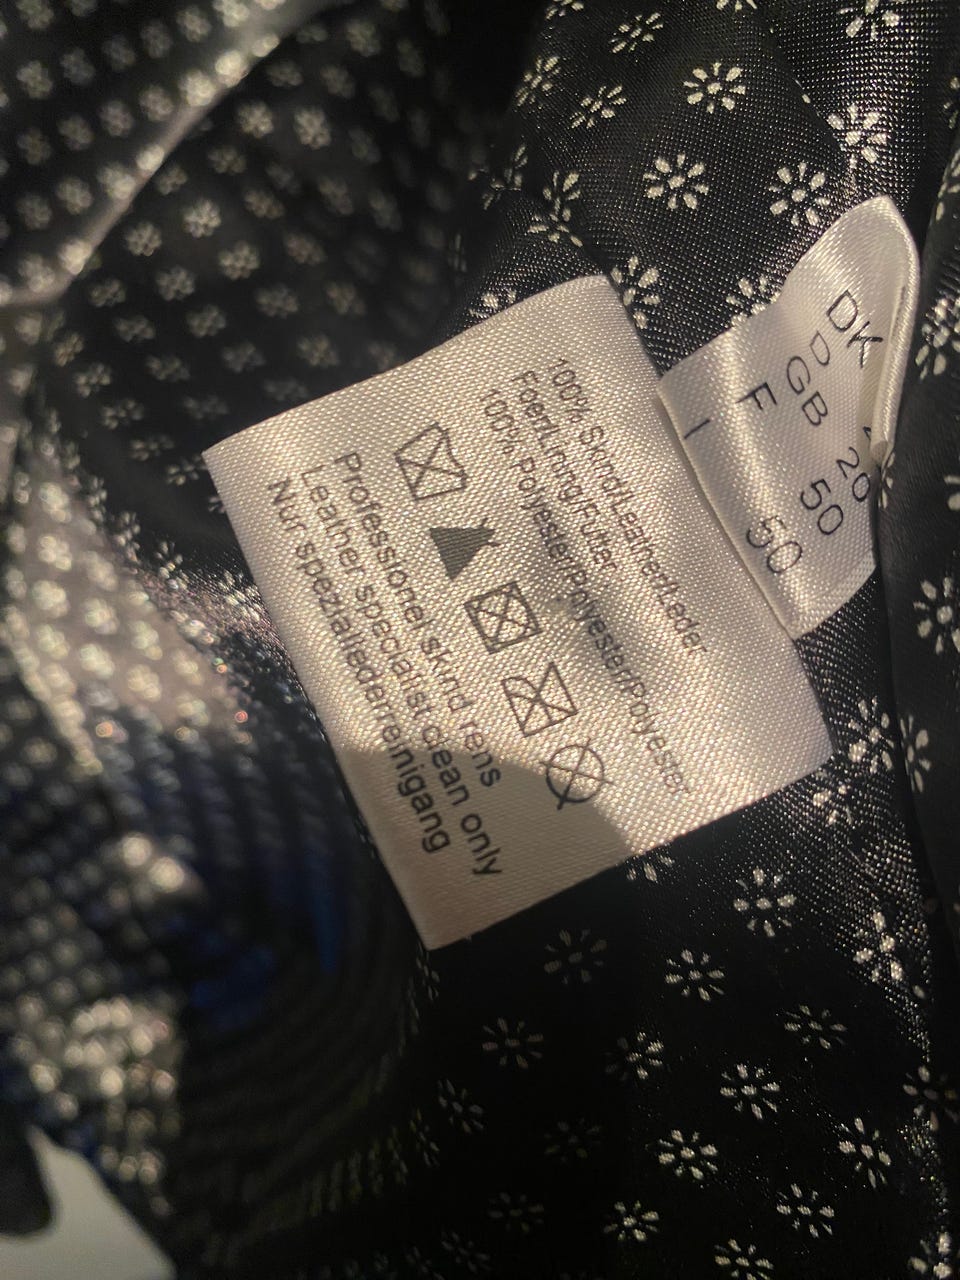 100% Skind/Leather/Leder
Foer/Lining/Futter
100% Polyester/Polyester/Polyester
Professionel skind rens
Leather specialist clean only
Nur speziallederreinigang
DK
D
GB 20
F 50
I 50